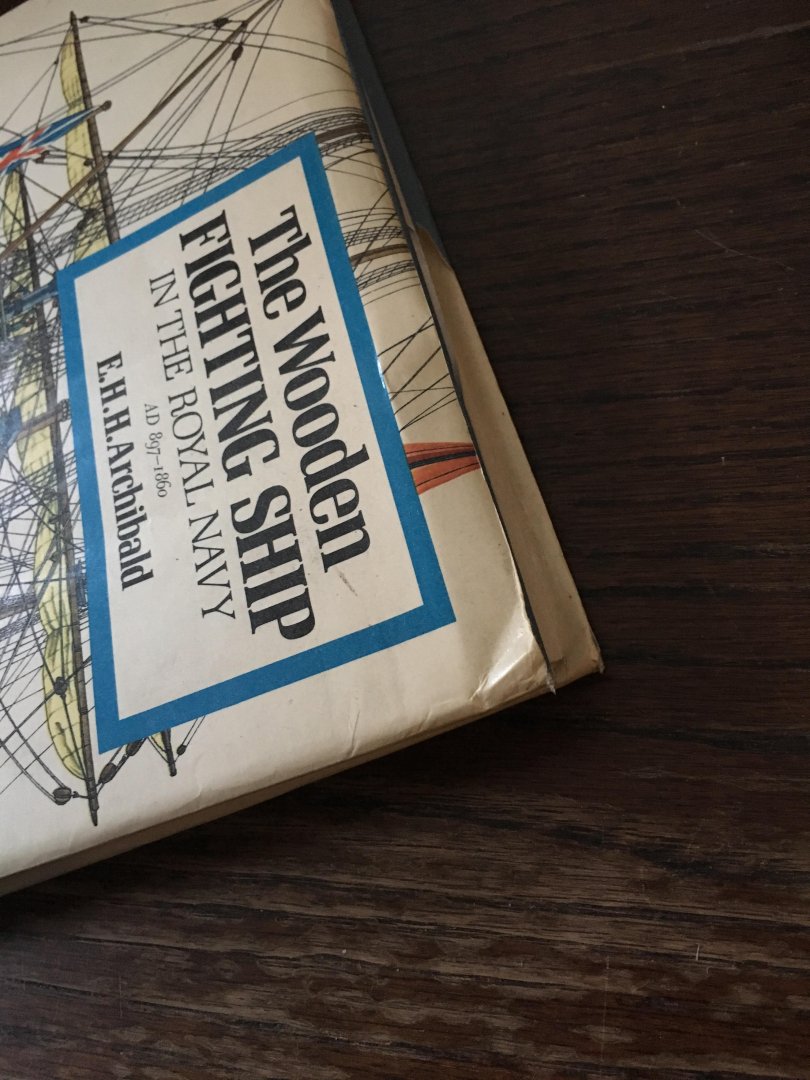 The Wooden
FIGHTING SHIP
IN THE ROYAL NAVY
AD 897-1860
E.H.H.Archibald